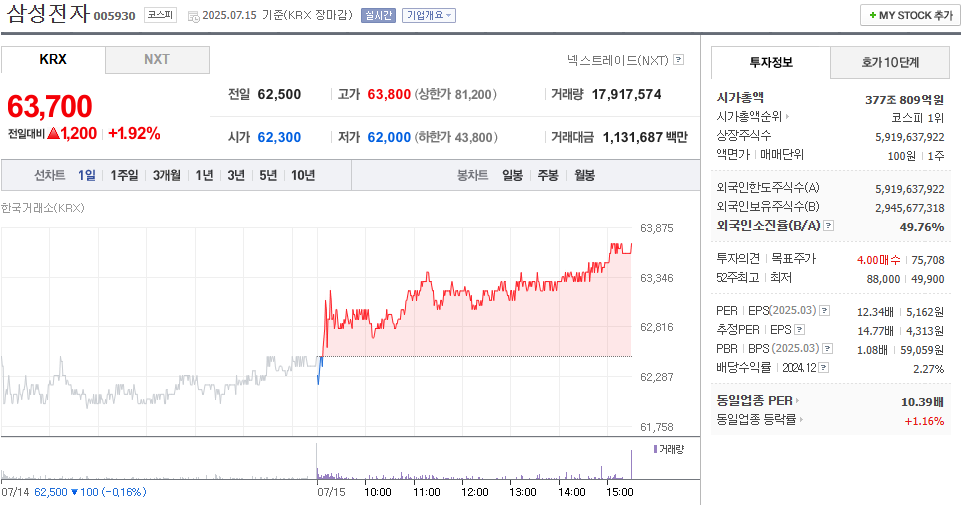 삼성전자 005930 코스피 2025.07.15 기준(KRX 장마감) 실시간 기업개요
+ MY STOCK 추가
KRX NXT
넥스트레이드(NXT) ?
63,700
전일대비 ▲1,200 +1.92%
전일 62,500 고가 63,800 (상한가 81,200) 거래량 17,917,574
시가 62,300 저가 62,000 (하한가 43,800) 거래대금 1,131,687 백만
선차트 1일 1주일 3개월 1년 3년 5년 10년 봉차트 일봉 주봉 월봉
한국거래소(KRX)
63,875
63,346
62,816
62,287
61,758
거래량
07/14 62,500 ▼100 (-0.16%) 07/15 10:00 11:00 12:00 13:00 14:00 15:00
투자정보 호가 10단계
시가총액 377조 809억원
시가총액순위 코스피 1위
상장주식수 5,919,637,922
액면가 매매단위 100원 1주
외국인한도주식수(A) 5,919,637,922
외국인보유주식수(B) 2,945,677,318
외국인소진율(B/A) ? 49.76%
투자의견 목표주가 4.00매수 75,708
52주최고 최저 88,000 49,900
PER EPS(2025.03) ? 12.34배 5,162원
추정PER EPS ? 14.77배 4,313원
PBR BPS (2025.03) ? 1.08배 59,059원
배당수익률 2024.12 ? 2.27%
동일업종 PER 10.39배
동일업종 등락률 +1.16%